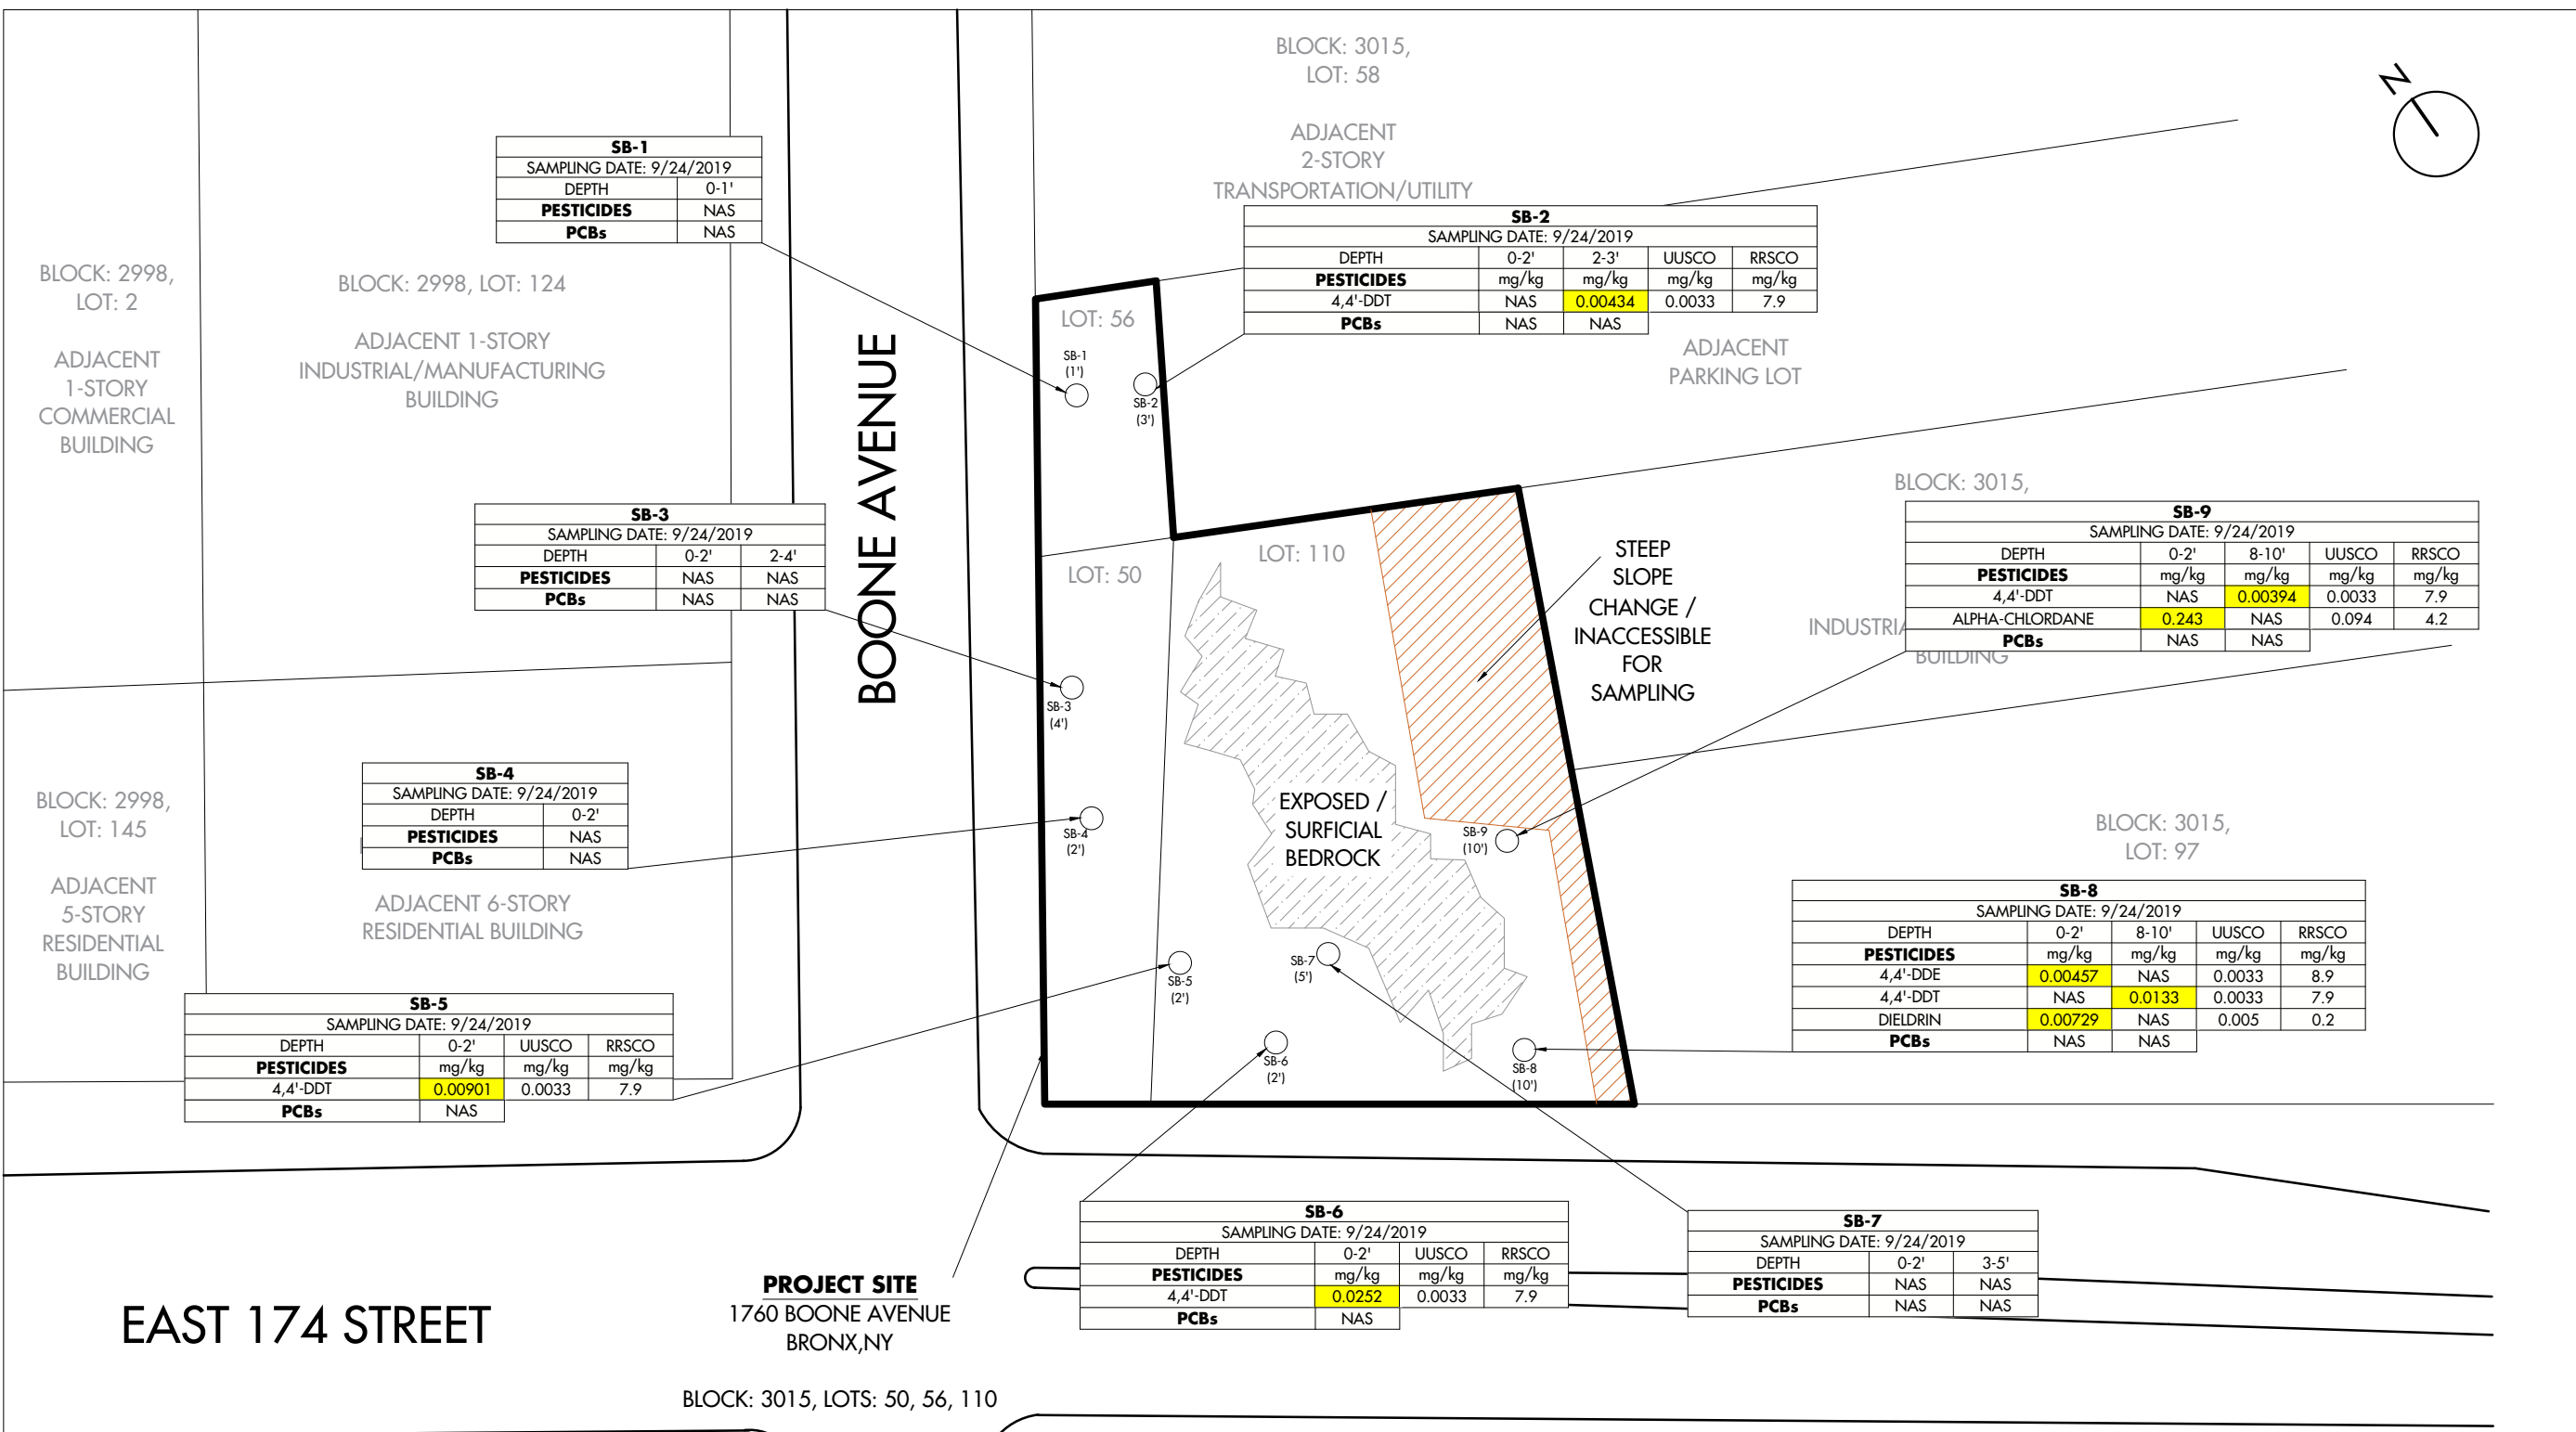 BLOCK: 3015,
LOT: 58
ADJACENT
2-STORY
TRANSPORTATION/UTILITY
N
SB-1
SAMPLING DATE: 9/24/2019
DEPTH 0-1'
PESTICIDES NAS
PCBs NAS
SB-2
SAMPLING DATE: 9/24/2019
DEPTH 0-2' 2-3' UUSCO RRSCO
PESTICIDES mg/kg mg/kg mg/kg mg/kg
4,4'-DDT NAS 0.00434 0.0033 7.9
PCBs NAS NAS
BLOCK: 2998,
LOT: 2
ADJACENT
1-STORY
COMMERCIAL
BUILDING
BLOCK: 2998, LOT: 124
ADJACENT 1-STORY
INDUSTRIAL/MANUFACTURING
BUILDING
BOONE AVENUE
LOT: 56
SB-1
(1')
SB-2
(3')
ADJACENT
PARKING LOT
SB-3
SAMPLING DATE: 9/24/2019
DEPTH 0-2' 2-4'
PESTICIDES NAS NAS
PCBs NAS NAS
LOT: 50
LOT: 110
STEEP
SLOPE
CHANGE /
INACCESSIBLE
FOR
SAMPLING
BLOCK: 3015,
SB-9
SAMPLING DATE: 9/24/2019
DEPTH 0-2' 8-10' UUSCO RRSCO
PESTICIDES mg/kg mg/kg mg/kg mg/kg
4,4'-DDT NAS 0.00394 0.0033 7.9
ALPHA-CHLORDANE 0.243 NAS 0.094 4.2
PCBs NAS NAS
BUILDING
SB-3
(4')
SB-4
SAMPLING DATE: 9/24/2019
DEPTH 0-2'
PESTICIDES NAS
PCBs NAS
BLOCK: 2998,
LOT: 145
ADJACENT
5-STORY
RESIDENTIAL
BUILDING
ADJACENT 6-STORY
RESIDENTIAL BUILDING
SB-4
(2')
EXPOSED /
SURFICIAL
BEDROCK
SB-9
(10')
BLOCK: 3015,
LOT: 97
SB-8
SAMPLING DATE: 9/24/2019
DEPTH 0-2' 8-10' UUSCO RRSCO
PESTICIDES mg/kg mg/kg mg/kg mg/kg
4,4'-DDE 0.00457 NAS 0.0033 8.9
4,4'-DDT NAS 0.0133 0.0033 7.9
DIELDRIN 0.00729 NAS 0.005 0.2
PCBs NAS NAS
SB-5
SAMPLING DATE: 9/24/2019
DEPTH 0-2' UUSCO RRSCO
PESTICIDES mg/kg mg/kg mg/kg
4,4'-DDT 0.00901 0.0033 7.9
PCBs NAS
SB-5
(2')
SB-7
(5')
SB-6
(2')
SB-8
(10')
SB-6
SAMPLING DATE: 9/24/2019
DEPTH 0-2' UUSCO RRSCO
PESTICIDES mg/kg mg/kg mg/kg
4,4'-DDT 0.0252 0.0033 7.9
PCBs NAS
SB-7
SAMPLING DATE: 9/24/2019
DEPTH 0-2' 3-5'
PESTICIDES NAS NAS
PCBs NAS NAS
EAST 174 STREET
PROJECT SITE
1760 BOONE AVENUE
BRONX,NY
BLOCK: 3015, LOTS: 50, 56, 110